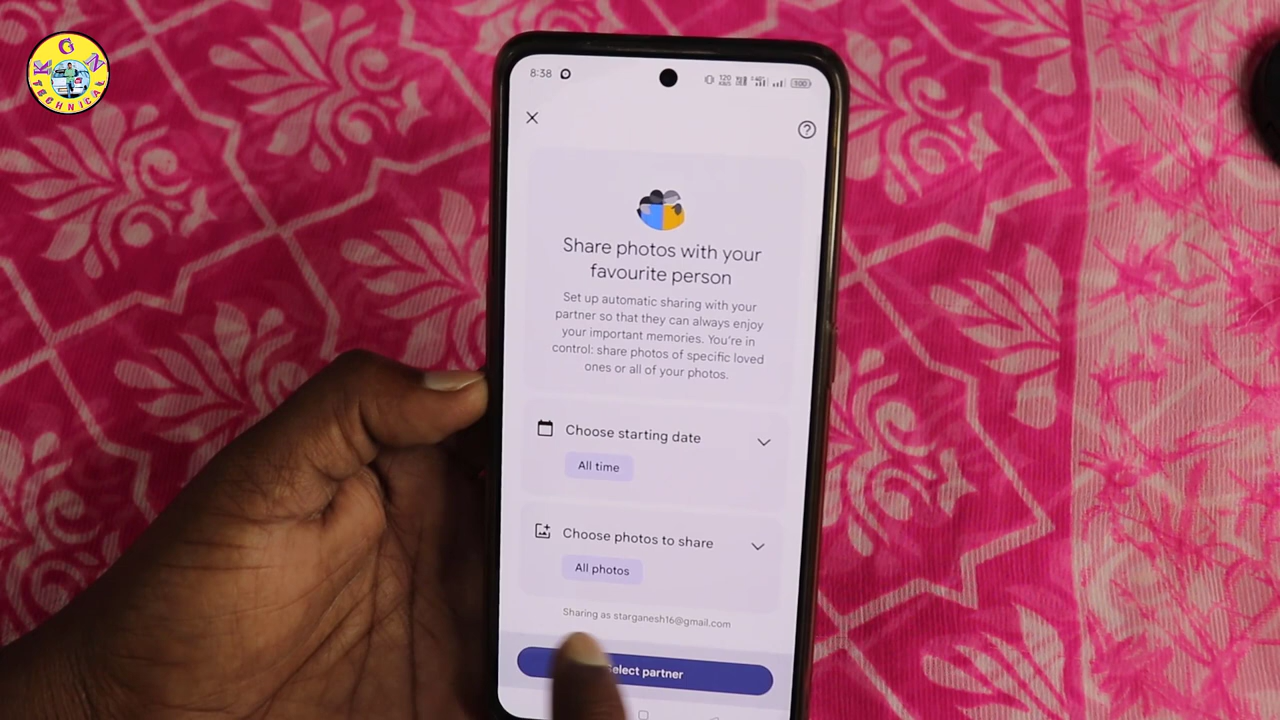 KGN
TECHNICAL
8:38
Share photos with your
favourite person
Set up automatic sharing with your
partner so that they can always enjoy
your important memories. You're in
control: share photos of specific loved
ones or all of your photos.
Choose starting date
All time
Choose photos to share
All photos
Sharing as starganesh16@gmail.com
Select partner